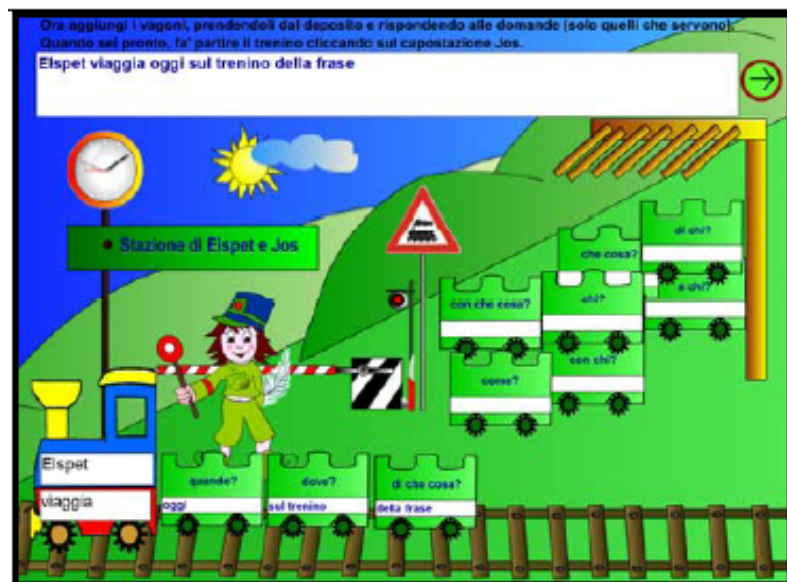 Ora aggiungi i vagoni, prendendoli dal deposito e rispondendo alle domande (solo quelli che servono).
Quando sei pronto, fa' partire il trenino cliccando sul capostazione Jos.
Elspet viaggia oggi sul trenino della frase
Stazione di Elspet e Jos
di chi?
che cosa?
a chi?
con che cosa?
chi?
con chi?
come?
Elspet
viaggia
quando?
oggi
dove?
sul trenino
di che cosa?
della frase